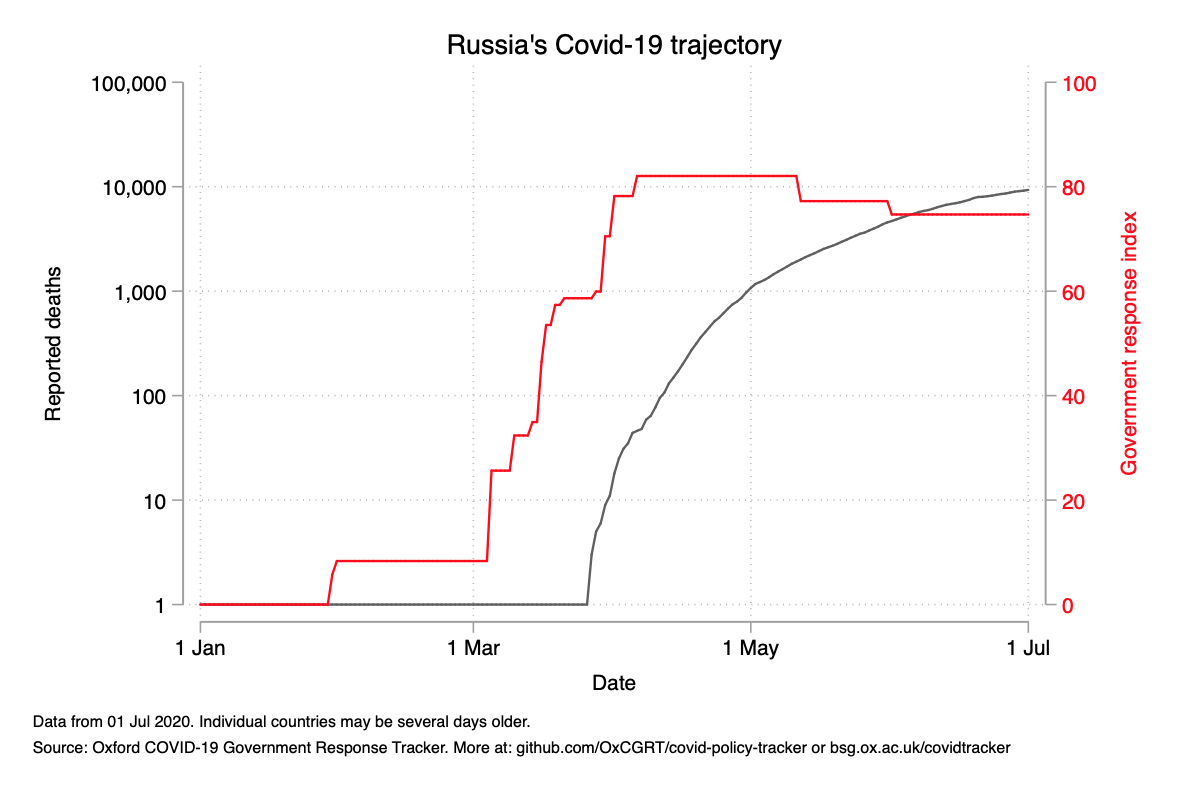 Russia's Covid-19 trajectory
100,000
10,000
1,000
100
10
1
Reported deaths
100
80
60
40
20
0
Government response index
1 Jan
1 Mar
1 May
1 Jul
Date
Data from 01 Jul 2020. Individual countries may be several days older.
Source: Oxford COVID-19 Government Response Tracker. More at: github.com/OxCGRT/covid-policy-tracker or bsg.ox.ac.uk/covidtracker